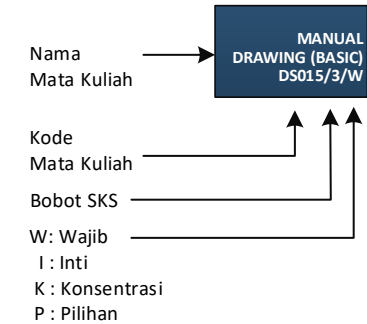 MANUAL
DRAWING (BASIC)
DS015/3/W
Nama
Mata Kuliah
Kode
Mata Kuliah
Bobot SKS
W: Wajib
I : Inti
K : Konsentrasi
P : Pilihan